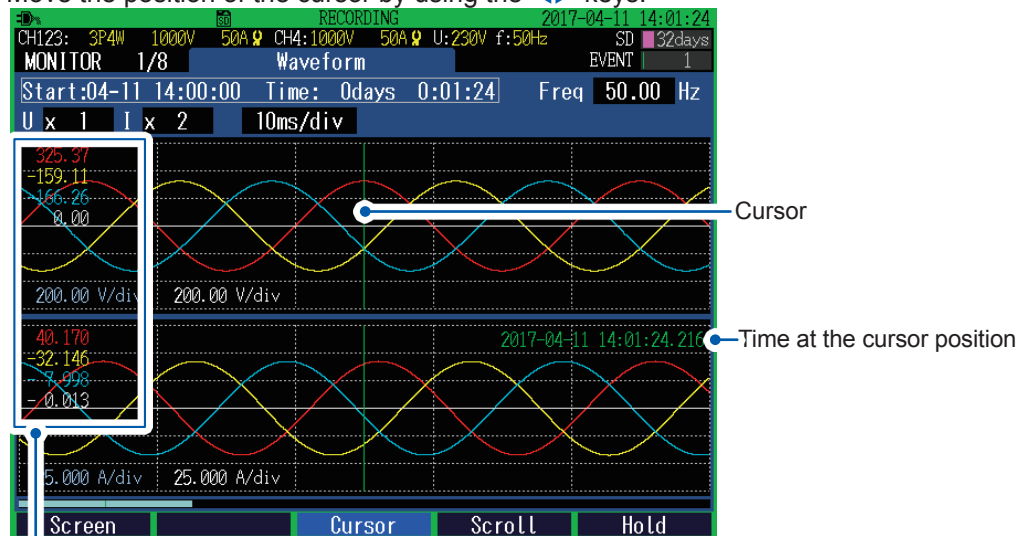 Move the position of the cursor by using the keys.
SD RECORDING 2017-04-11 14:01:24
CH123: 3P4W 1000V 50A CH4:1000V 50A U:230V f:50Hz SD 32days
MONITOR 1/8 Waveform EVENT 1
Start:04-11 14:00:00 Time: 0days 0:01:24 Freq 50.00 Hz
U x 1 I x 2 10ms/div
325.37
-159.11
-166.26
0.00
Cursor
200.00 V/div 200.00 V/div
40.170
2017-04-11 14:01:24.216
Time at the cursor position
-32.146
- 7.998
- 0.013
5.000 A/div 25.000 A/div
Screen Cursor Scroll Hold